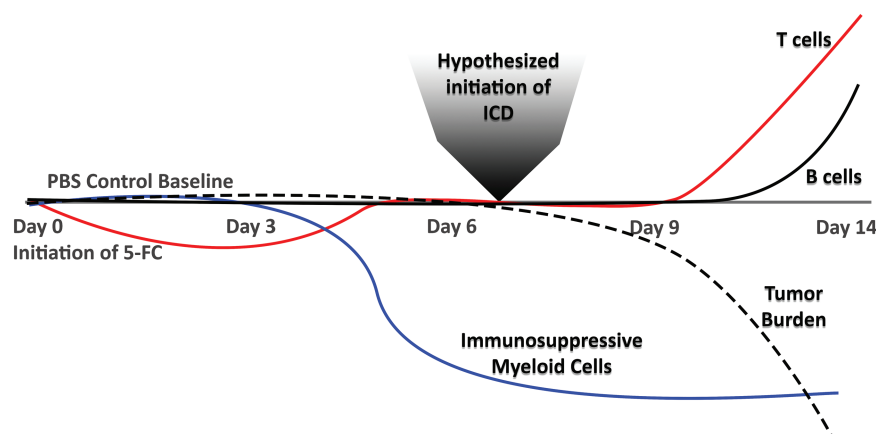 Hypothesized
initiation of
ICD
T cells
PBS Control Baseline
B cells
Day 0
Day 3
Day 6
Day 9
Day 14
Initiation of 5-FC
Tumor
Burden
Immunosuppressive
Myeloid Cells